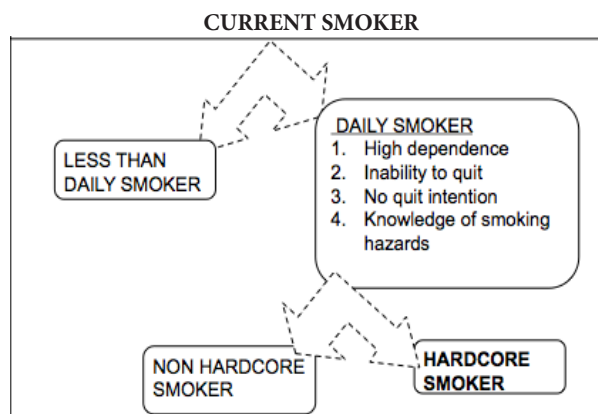 CURRENT SMOKER
LESS THAN
DAILY SMOKER
DAILY SMOKER
1. High dependence
2. Inability to quit
3. No quit intention
4. Knowledge of smoking
hazards
NON HARDCORE
SMOKER
HARDCORE
SMOKER